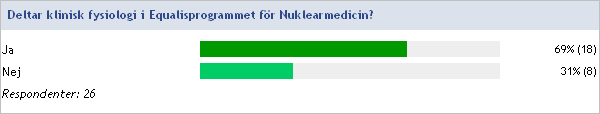 Deltar klinisk fysiologi i Equalisprogrammet för Nuklearmedicin?
Ja 69% (18)
Nej 31% (8)
Respondenter: 26